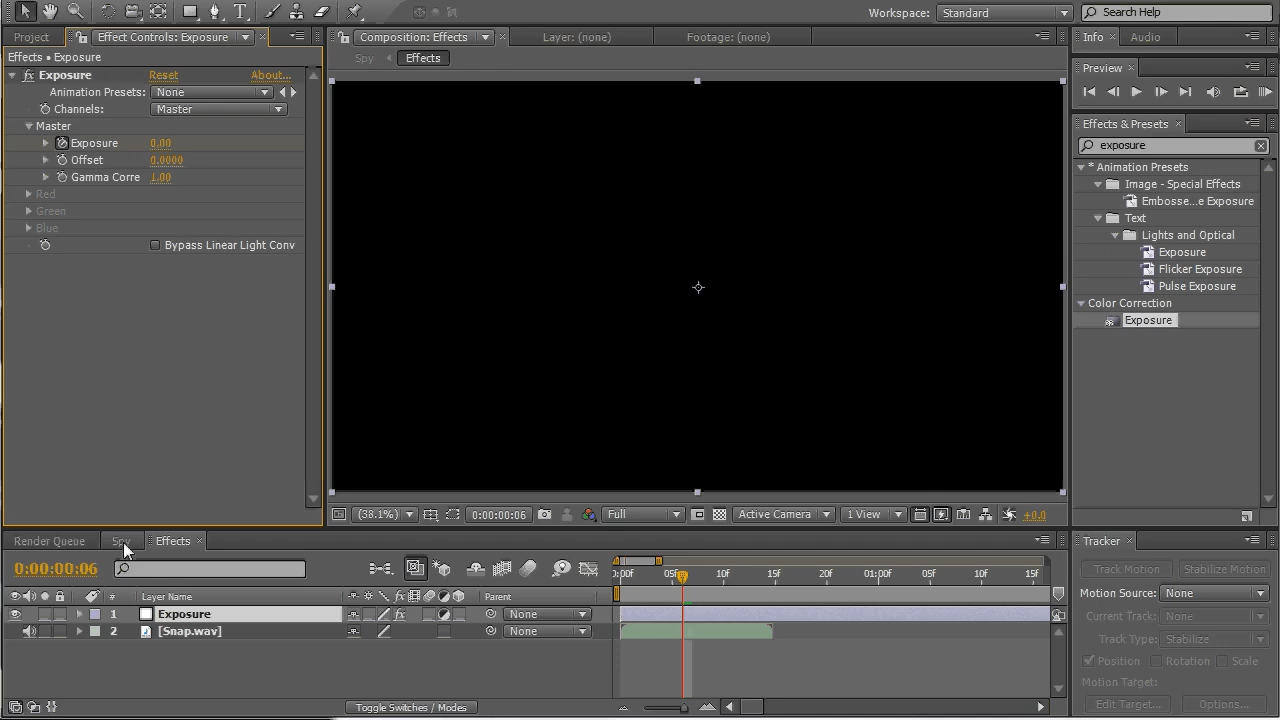 Workspace: Standard
Search Help
Project
Effect Controls: Exposure
Composition: Effects
Layer: (none)
Footage: (none)
Info
Audio
Effects • Exposure
Spy
Effects
Exposure
Reset
About...
Animation Presets: None
Channels: Master
Master
Exposure 0.00
Offset 0.0000
Gamma Corre 1.00
Red
Green
Blue
Bypass Linear Light Conv
Preview
Effects & Presets
exposure
* Animation Presets
Image - Special Effects
Embosse...e Exposure
Text
Lights and Optical
Exposure
Flicker Exposure
Pulse Exposure
Color Correction
Exposure
(38.1%)
0:00:00:06
Full
Active Camera
1 View
+0.0
Render Queue
Spy
Effects
0:00:00:06
:00F
05f
10f
15f
20f
01:00f
05f
10f
15f
# Layer Name
Parent
1 Exposure
None
2 [Snap.wav]
None
Toggle Switches / Modes
Tracker
Track Motion
Stabilize Motion
Motion Source: None
Current Track: None
Track Type: Stabilize
Position
Rotation
Scale
Motion Target:
Edit Target...
Options...